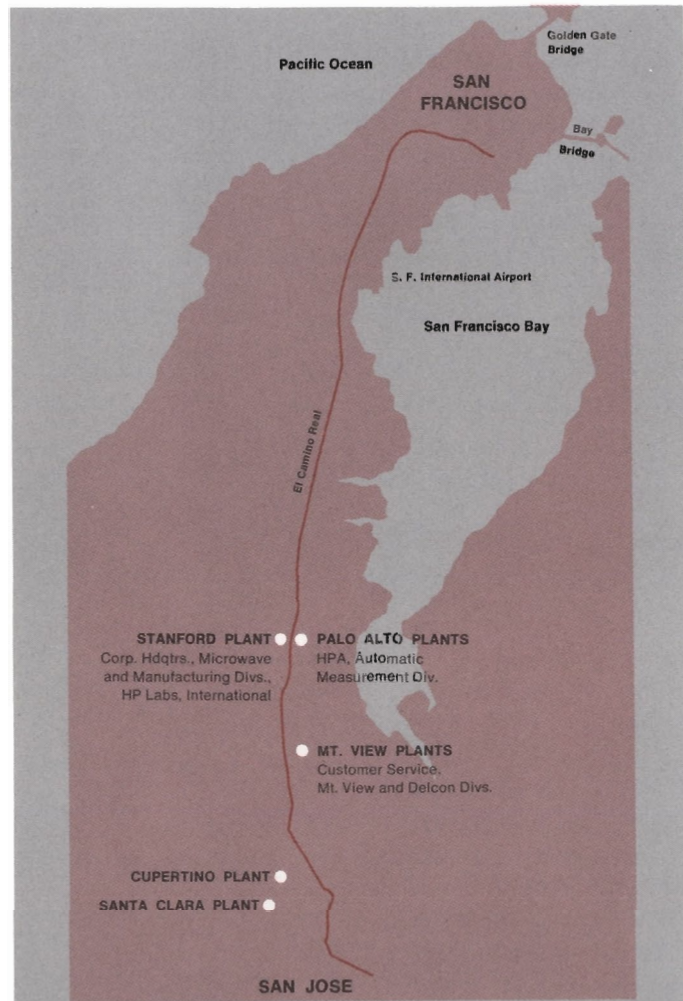 Golden Gate
Bridge
Pacific Ocean
SAN
FRANCISCO
Bay
Bridge
S. F. International Airport
San Francisco Bay
El Camino Real
STANFORD PLANT
Corp. Hdqtrs., Microwave
and Manufacturing Divs.,
HP Labs, International
PALO ALTO PLANTS
HPA, Automatic
Measurement Div.
MT. VIEW PLANTS
Customer Service,
Mt. View and Delcon Divs.
CUPERTINO PLANT
SANTA CLARA PLANT
SAN JOSE